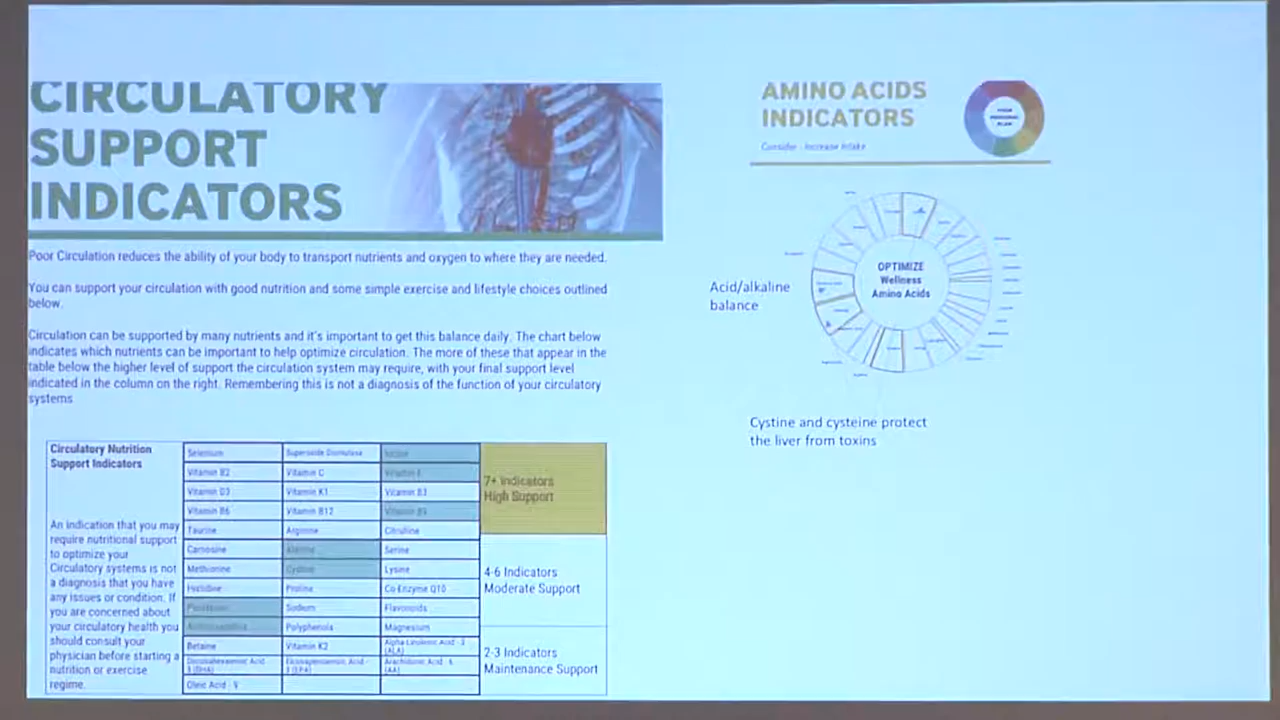 CIRCULATORY
SUPPORT
INDICATORS
Poor Circulation reduces the ability of your body to transport nutrients and oxygen to where they are needed.
You can support your circulation with good nutrition and some simple exercise and lifestyle choices outlined
below.
Circulation can be supported by many nutrients and it's important to get this balance daily. The chart below
indicates which nutrients can be important to help optimize circulation. The more of these that appear in the
table below the higher level of support the circulation system may require, with your final support level
indicated in the column on the right. Remembering this is not a diagnosis of the function of your circulatory
systems
Circulatory Nutrition
Support Indicators
An indication that you may
require nutritional support
to optimize your
Circulatory systems is not
a diagnosis that you have
any issues or condition. If
you are concerned about
your circulatory health you
should consult your
physician before starting a
nutrition or exercise
regime.
Selenium Superoxide Dismutase
Vitamin B2 Vitamin C Vitamin E
Vitamin D3 Vitamin K1 Vitamin B3
Vitamin B6 Vitamin B12
Taurine Arginine Citrulline
Carnosine Serine
Methionine Cystine Lysine
Histidine Proline Co Enzyme Q10
Potassium Sodium Flavonoids
Polyphenols Magnesium
Betaine Vitamin K2 Alpha Linolenic Acid - 3
(ALA)
Docosahexaenoic Acid
- 3 (DHA) Eicosapentaenoic Acid -
3 (EPA) Arachidonic Acid - 6
(AA)
Oleic Acid - 9
7+ Indicators
High Support
4-6 Indicators
Moderate Support
2-3 Indicators
Maintenance Support
AMINO ACIDS
INDICATORS
Consider - Increase Intake
YOUR
PERSONAL
PLAN
OPTIMIZE
Wellness
Amino Acids
Acid/alkaline
balance
Cystine and cysteine protect
the liver from toxins